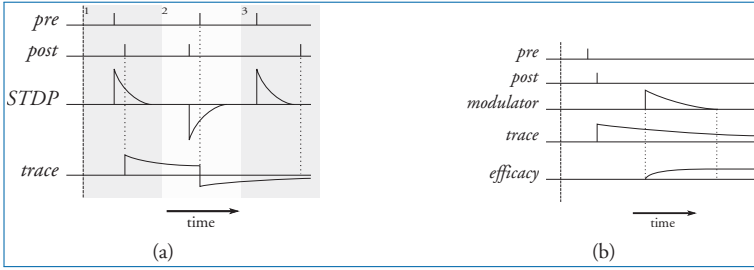 1 2 3
pre
post
STDP
trace
time
(a)
pre
post
modulator
trace
efficacy
time
(b)